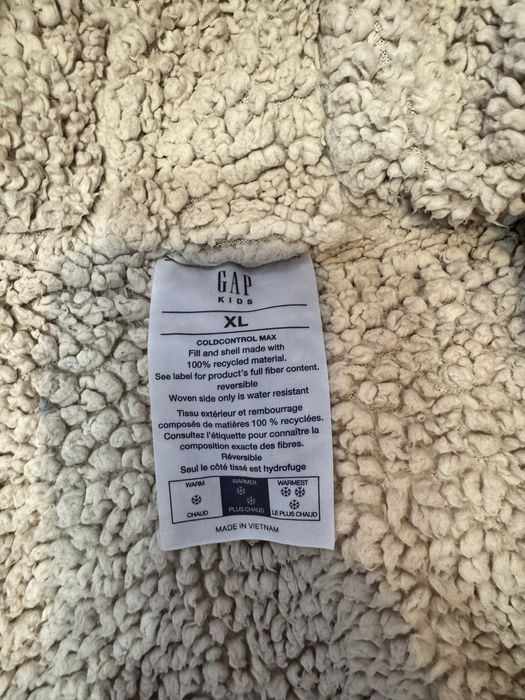 GAP
KIDS
XL
COLDCONTROL MAX
Fill and shell made with
100% recycled material.
See label for product's full fiber content.
reversible
Woven side only is water resistant
Tissu extérieur et rembourrage
composés de matières 100 % recyclées.
Consultez l'étiquette pour connaître la
composition exacte des fibres.
Réversible
Seul le côté tissé est hydrofuge
WARM WARMER WARMEST
CHAUD PLUS CHAUD LE PLUS CHAUD
MADE IN VIETNAM